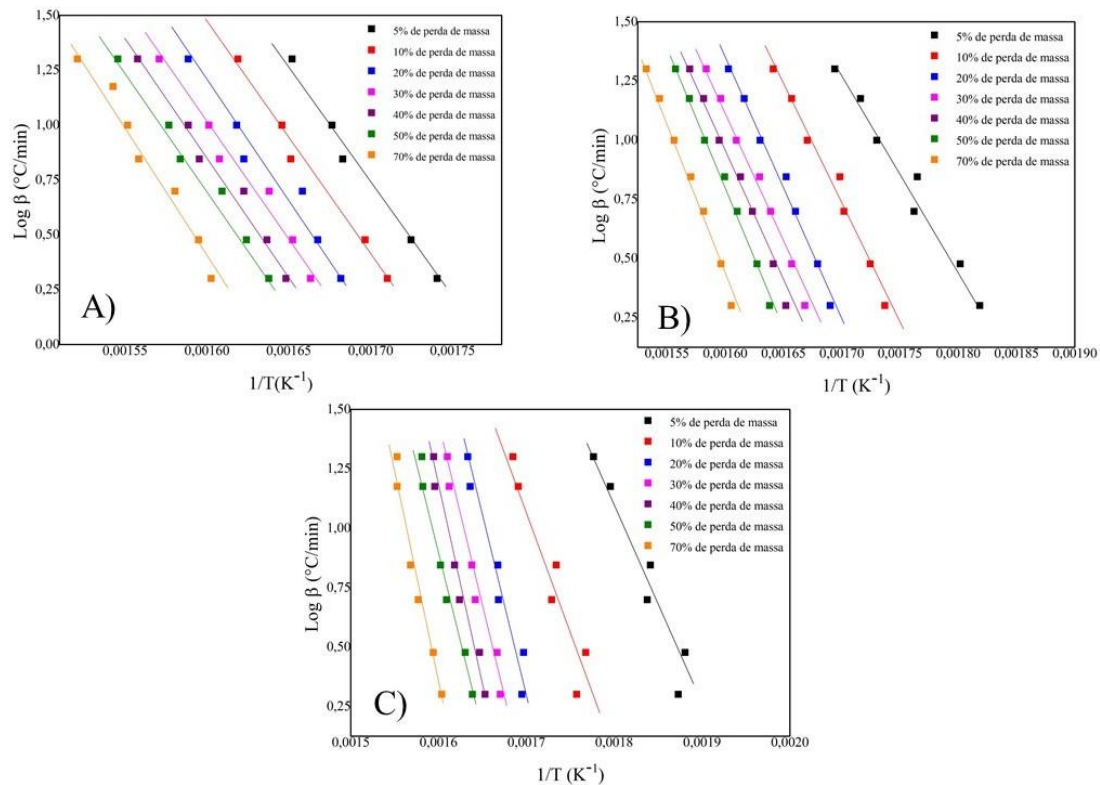 1,50
1,25
1,00
0,75
0,50
0,25
0,00
Log β (°C/min)
5% de perda de massa
10% de perda de massa
20% de perda de massa
30% de perda de massa
40% de perda de massa
50% de perda de massa
70% de perda de massa
A)
0,00155 0,00160 0,00165 0,00170 0,00175
1/T(K⁻¹)
1,50
1,25
1,00
0,75
0,50
0,25
Log β (°C/min)
5% de perda de massa
10% de perda de massa
20% de perda de massa
30% de perda de massa
40% de perda de massa
50% de perda de massa
70% de perda de massa
B)
0,00155 0,00160 0,00165 0,00170 0,00175 0,00180 0,00185 0,00190
1/T (K⁻¹)
1,50
1,25
1,00
0,75
0,50
0,25
Log β (°C/min)
5% de perda de massa
10% de perda de massa
20% de perda de massa
30% de perda de massa
40% de perda de massa
50% de perda de massa
70% de perda de massa
C)
0,0015 0,0016 0,0017 0,0018 0,0019 0,0020
1/T (K⁻¹)